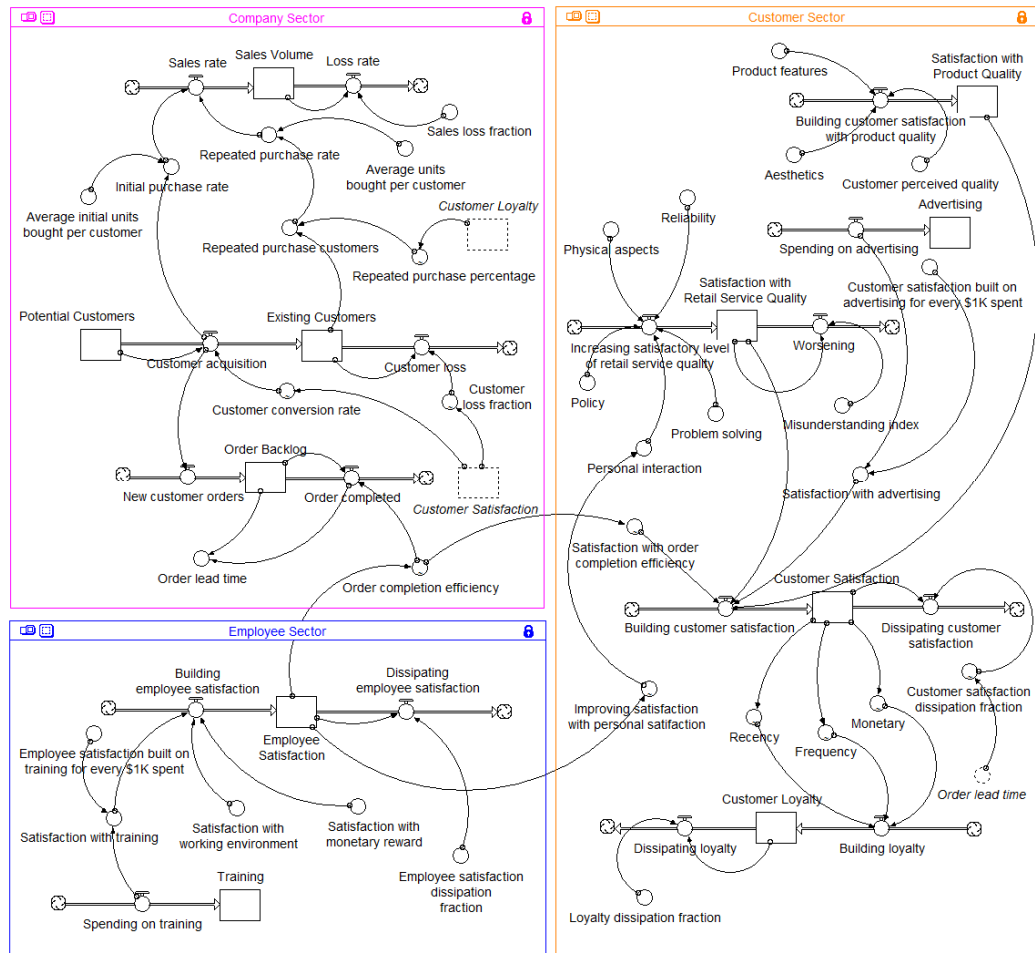 Company Sector
Sales Volume
Sales rate
Loss rate
Sales loss fraction
Repeated purchase rate
Average units
bought per customer
Initial purchase rate
Average initial units
bought per customer
Customer Loyalty
Repeated purchase customers
Repeated purchase percentage
Potential Customers
Existing Customers
Customer acquisition
Customer loss
Customer
loss fraction
Customer conversion rate
Order Backlog
New customer orders
Order completed
Customer Satisfaction
Order lead time
Order completion efficiency
Employee Sector
Building
employee satisfaction
Dissipating
employee satisfaction
Employee
Satisfaction
Employee satisfaction built on
training for every $1K spent
Satisfaction with training
Satisfaction with
working environment
Satisfaction with
monetary reward
Employee satisfaction
dissipation
fraction
Training
Spending on training
Customer Sector
Product features
Satisfaction with
Product Quality
Building customer satisfaction
with product quality
Aesthetics
Customer perceived quality
Reliability
Advertising
Physical aspects
Spending on advertising
Satisfaction with
Retail Service Quality
Customer satisfaction built on
advertising for every $1K spent
Increasing satisfactory level
of retail service quality
Worsening
Policy
Problem solving
Misunderstanding index
Personal interaction
Satisfaction with advertising
Satisfaction with order
completion efficiency
Customer Satisfaction
Building customer satisfaction
Dissipating customer
satisfaction
Improving satisfaction
with personal satifaction
Recency
Frequency
Monetary
Customer satisfaction
dissipation fraction
Order lead time
Customer Loyalty
Dissipating loyalty
Building loyalty
Loyalty dissipation fraction